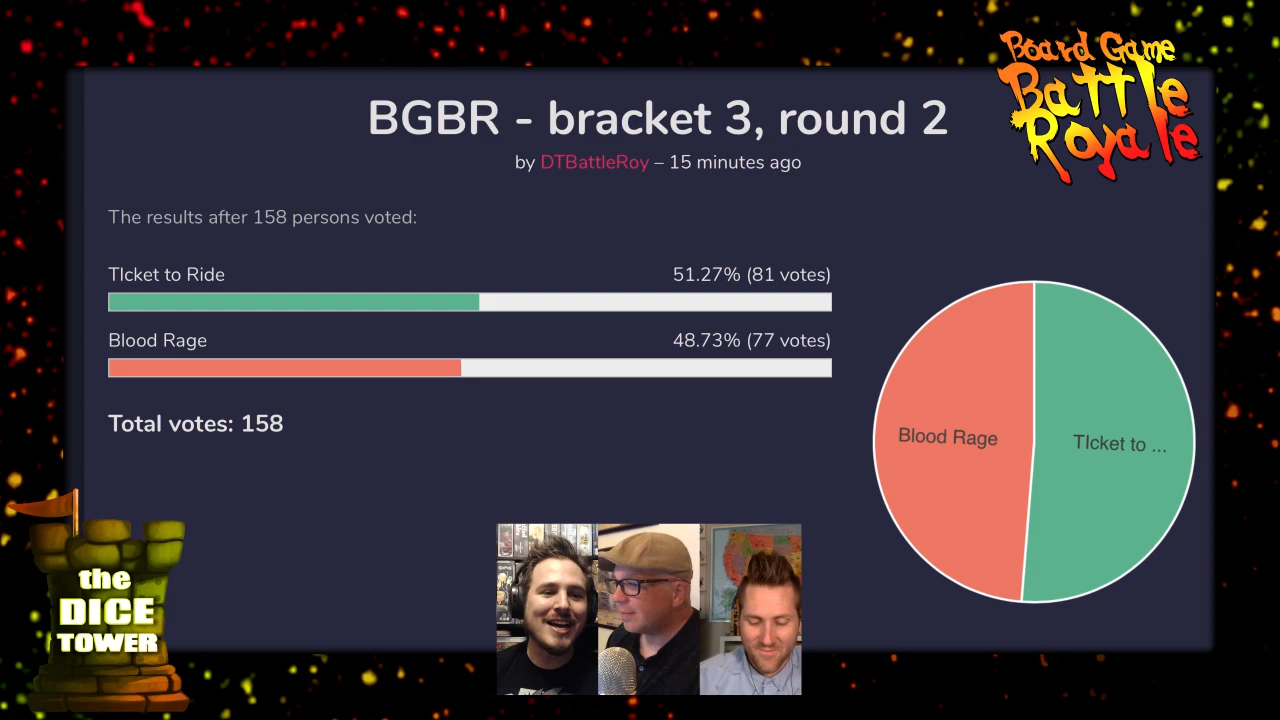 Board Game
Battle
Royale
BGBR - bracket 3, round 2
by DTBattleRoy – 15 minutes ago
The results after 158 persons voted:
TIcket to Ride 51.27% (81 votes)
Blood Rage 48.73% (77 votes)
Total votes: 158
Blood Rage
TIcket to ...
the
DICE
TOWER